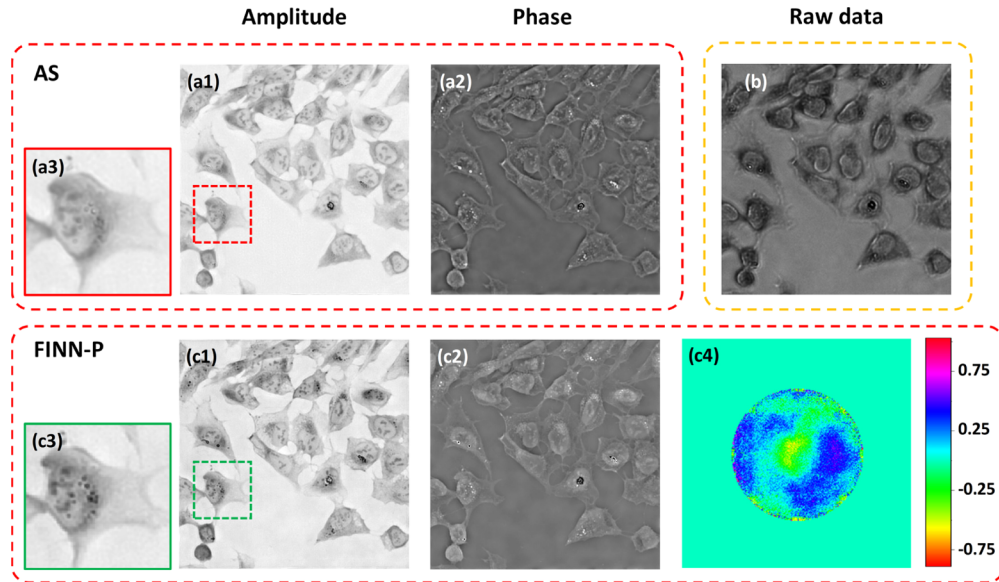 Amplitude Phase Raw data
AS
(a1) (a2) (b)
(a3)
FINN-P
(c1) (c2) (c4)
(c3)
0.75
0.25
-0.25
-0.75